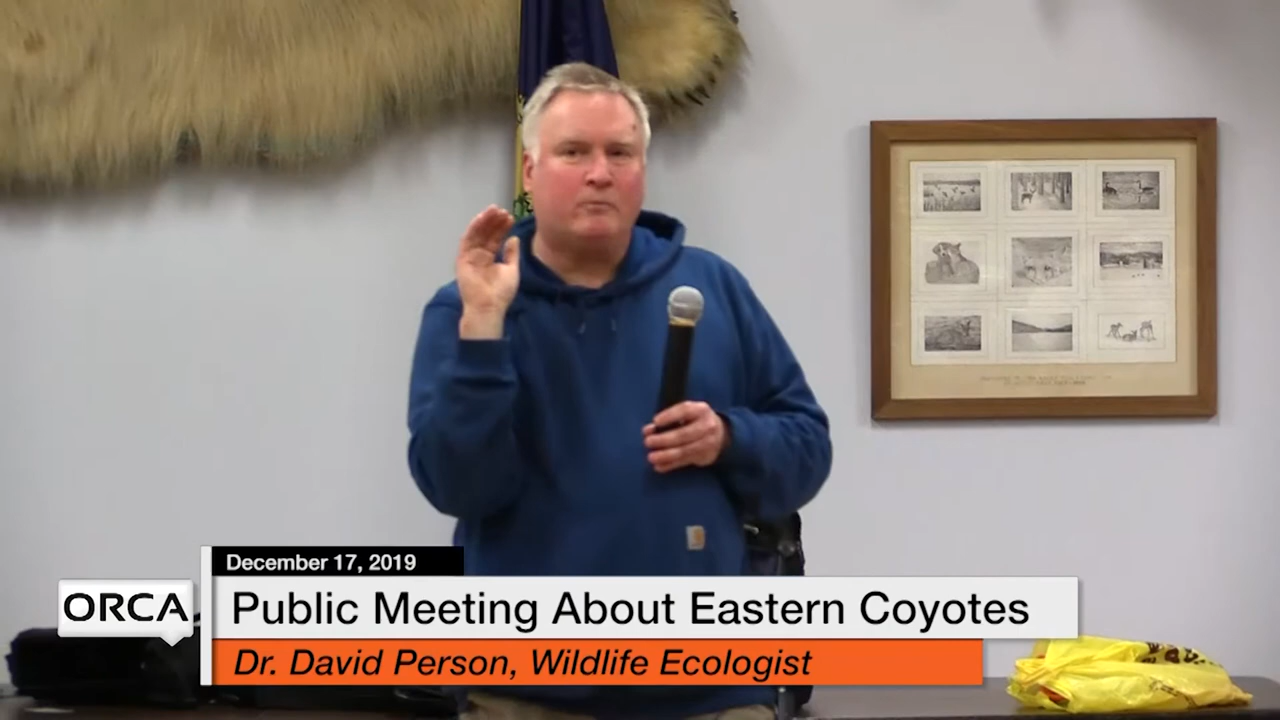 December 17, 2019
ORCA
Public Meeting About Eastern Coyotes
Dr. David Person, Wildlife Ecologist